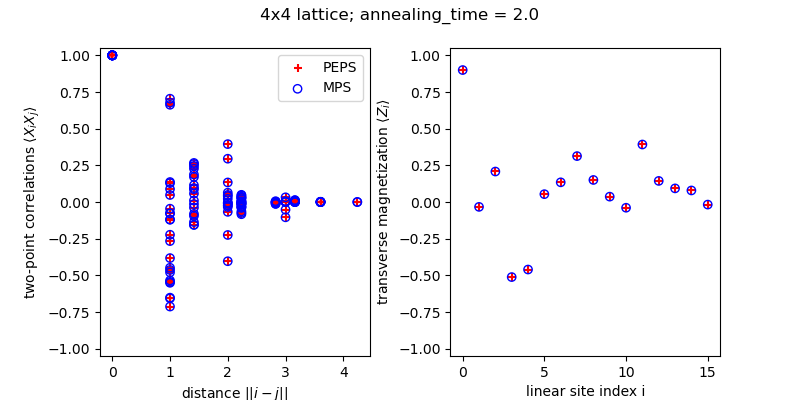 4x4 lattice; annealing_time = 2.0
two-point correlations ⟨XᵢXⱼ⟩
1.00
0.75
0.50
0.25
0.00
−0.25
−0.50
−0.75
−1.00
0 1 2 3 4
distance ||i − j||
PEPS
MPS
transverse magnetization ⟨Zᵢ⟩
1.00
0.75
0.50
0.25
0.00
−0.25
−0.50
−0.75
−1.00
0 5 10 15
linear site index i